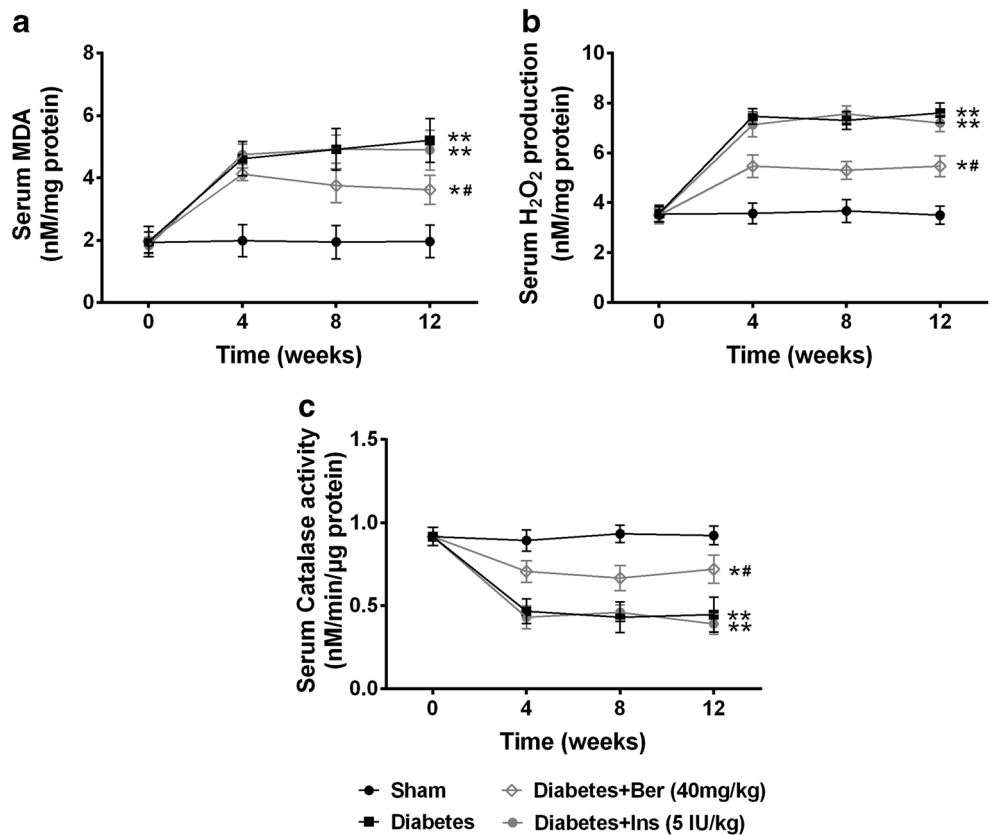 a
Serum MDA
(nM/mg protein)
8
6
4
2
0
**
**
*#
0 4 8 12
Time (weeks)
b
Serum H₂O₂ production
(nM/mg protein)
10
8
6
4
2
0
**
**
*#
0 4 8 12
Time (weeks)
c
Serum Catalase activity
(nM/min/μg protein)
1.5
1.0
0.5
0.0
*#
**
**
0 4 8 12
Time (weeks)
Sham
Diabetes+Ber (40mg/kg)
Diabetes
Diabetes+Ins (5 IU/kg)